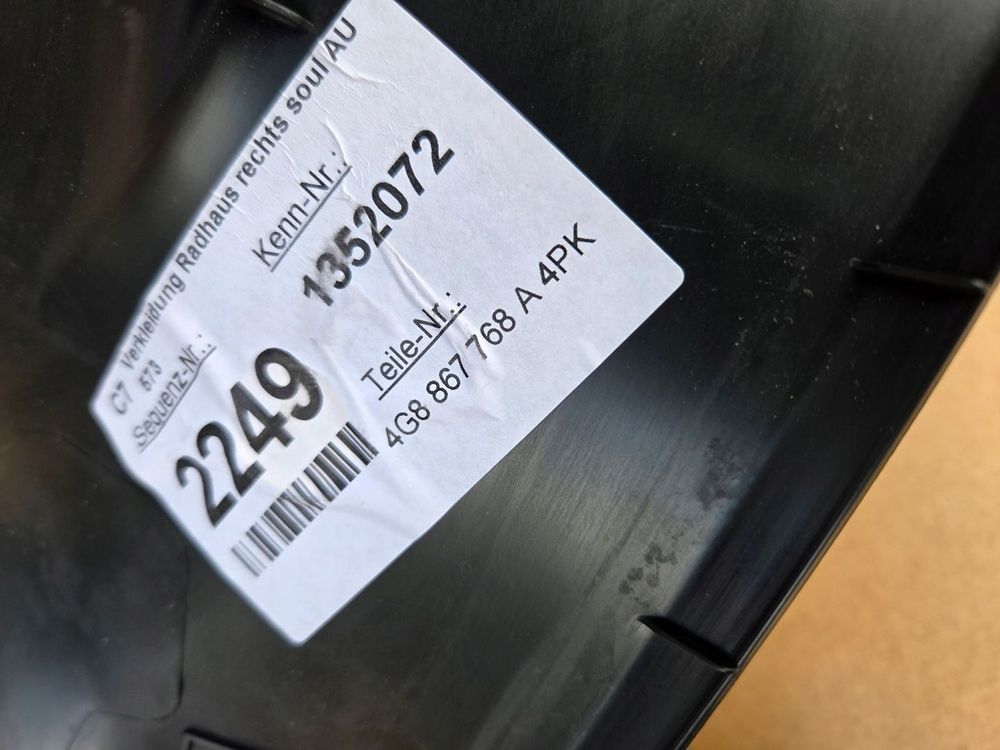 C7 Verkleidung Radhaus rechts soul AU
573
Sequenz-Nr.:
2249
Kenn-Nr.:
1352072
Teile-Nr.:
4G8 867 768 A 4PK